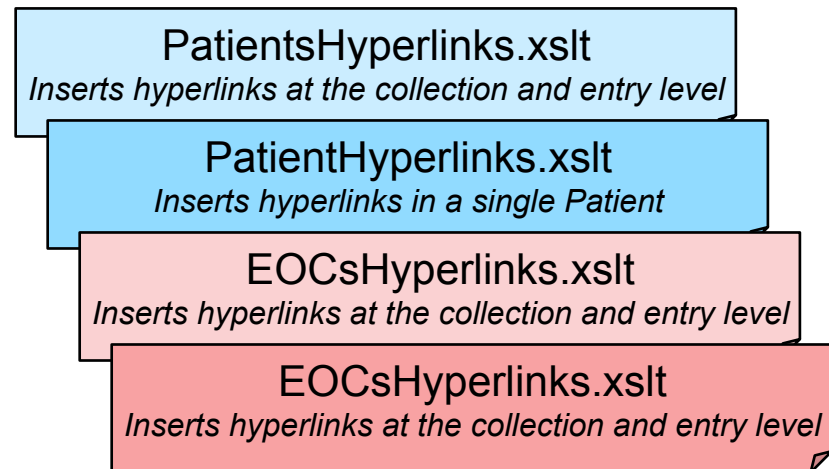 PatientsHyperlinks.xslt
Inserts hyperlinks at the collection and entry level
PatientHyperlinks.xslt
Inserts hyperlinks in a single Patient
EOCsHyperlinks.xslt
Inserts hyperlinks at the collection and entry level
EOCsHyperlinks.xslt
Inserts hyperlinks at the collection and entry level